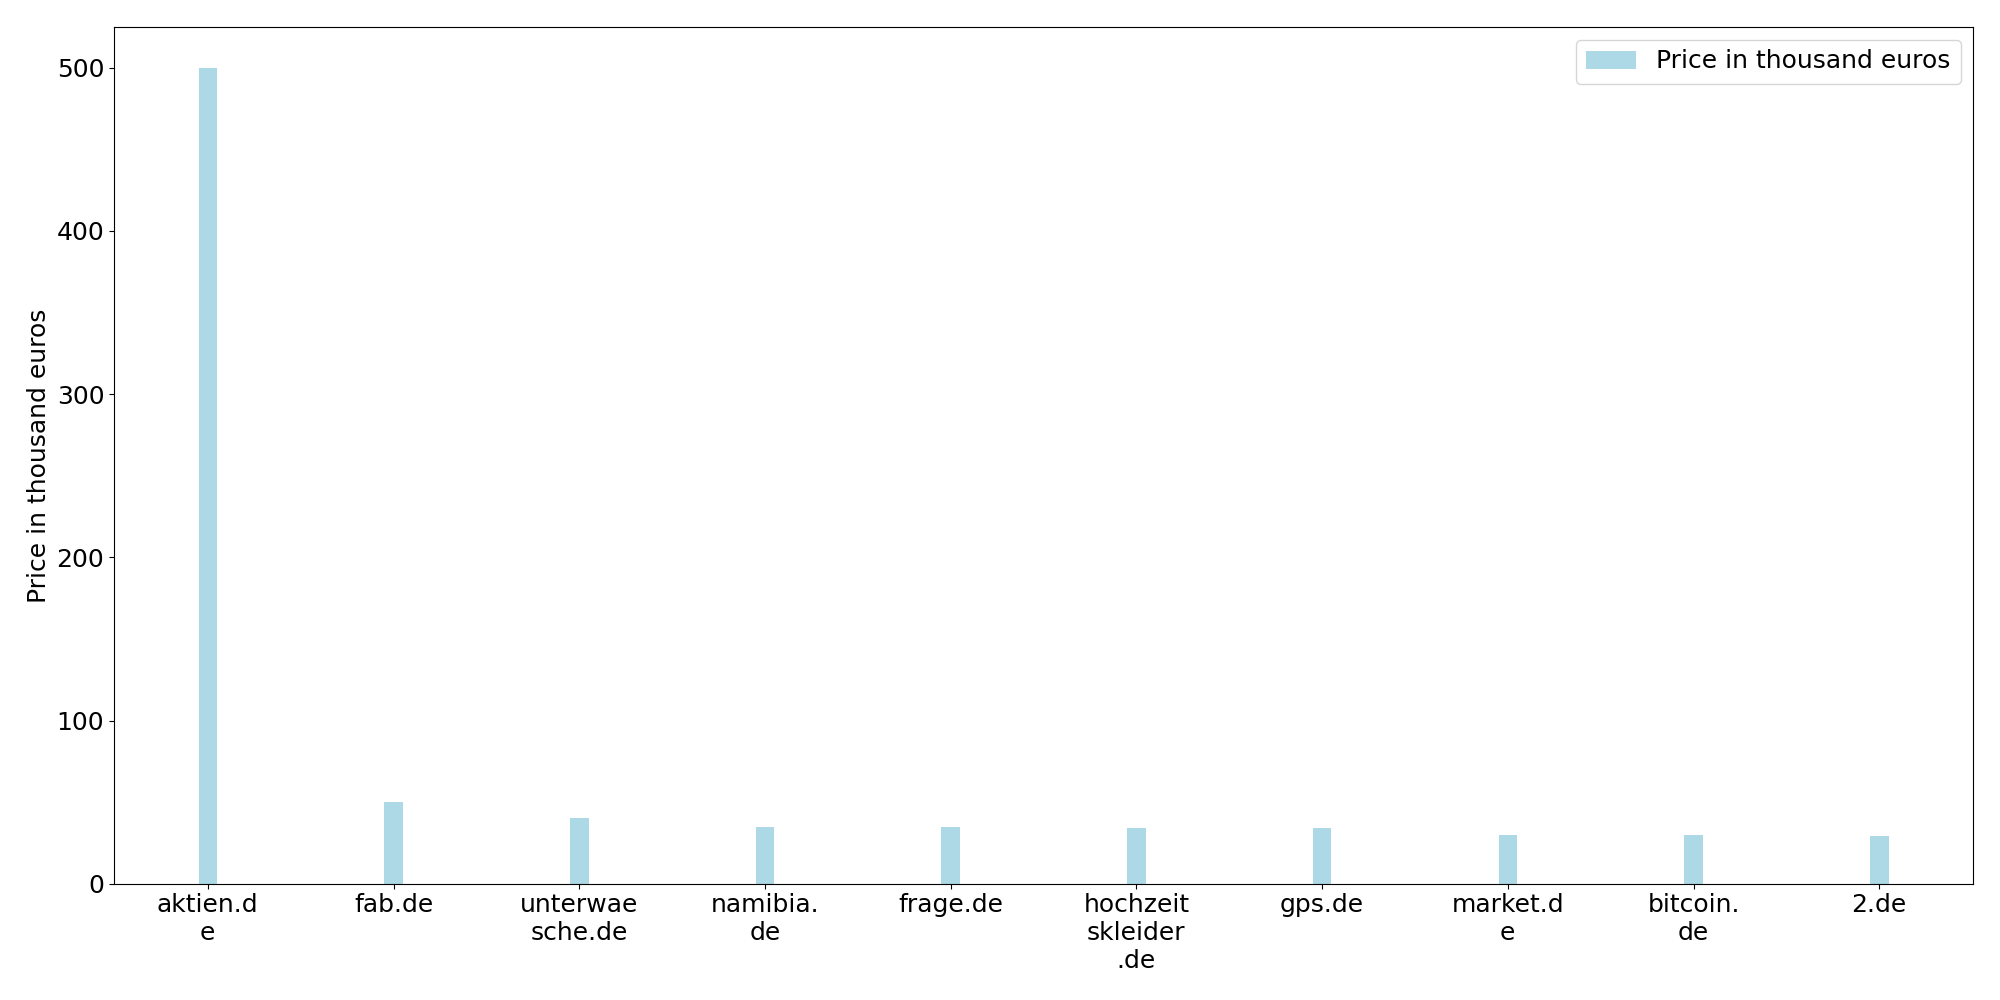 Price in thousand euros
Price in thousand euros
500
400
300
200
100
0
aktien.d
e
fab.de
unterwae
sche.de
namibia.
de
frage.de
hochzeit
skleider
.de
gps.de
market.d
e
bitcoin.
de
2.de